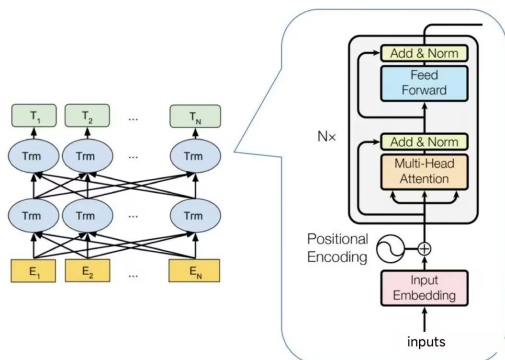 T1 T2 ... TN
Trm Trm ... Trm
Trm Trm ... Trm
E1 E2 ... EN
Add & Norm
Feed
Forward
N×
Add & Norm
Multi-Head
Attention
Positional
Encoding
Input
Embedding
inputs